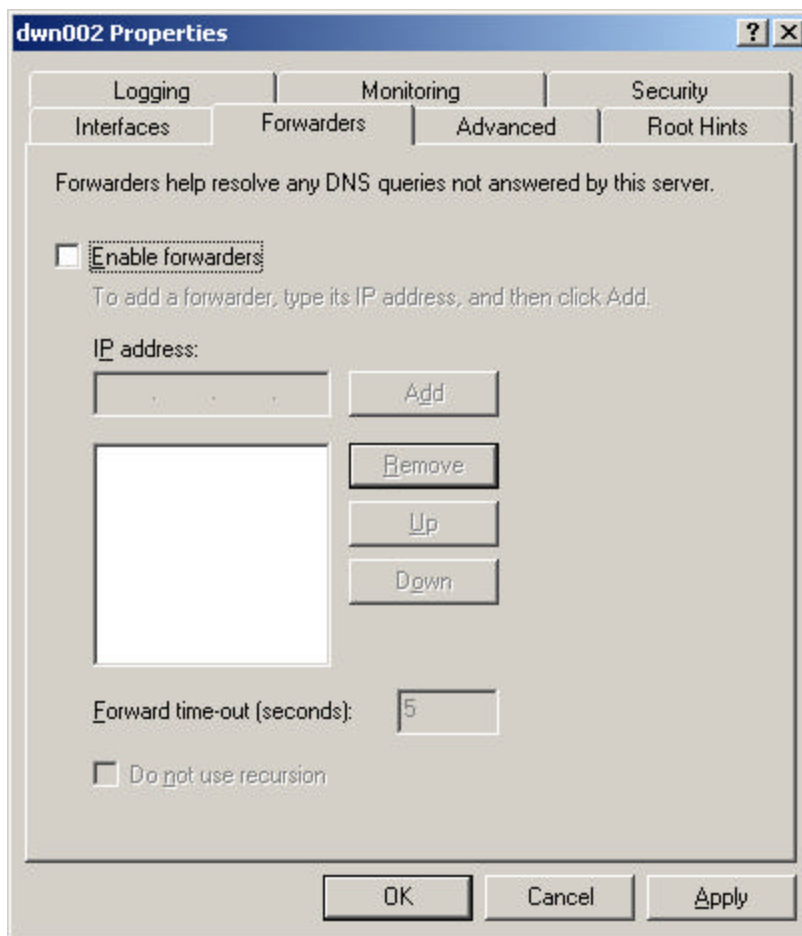 dwn002 Properties
Logging Monitoring Security
Interfaces Forwarders Advanced Root Hints
Forwarders help resolve any DNS queries not answered by this server.
Enable forwarders
To add a forwarder, type its IP address, and then click Add.
IP address:
. . . Add
Remove
Up
Down
Forward time-out (seconds): 5
Do not use recursion
OK Cancel Apply